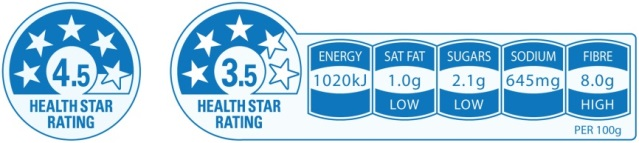 4.5
HEALTH STAR
RATING
3.5
HEALTH STAR
RATING
ENERGY SAT FAT SUGARS SODIUM FIBRE
1020kJ 1.0g 2.1g 645mg 8.0g
LOW LOW HIGH
PER 100g